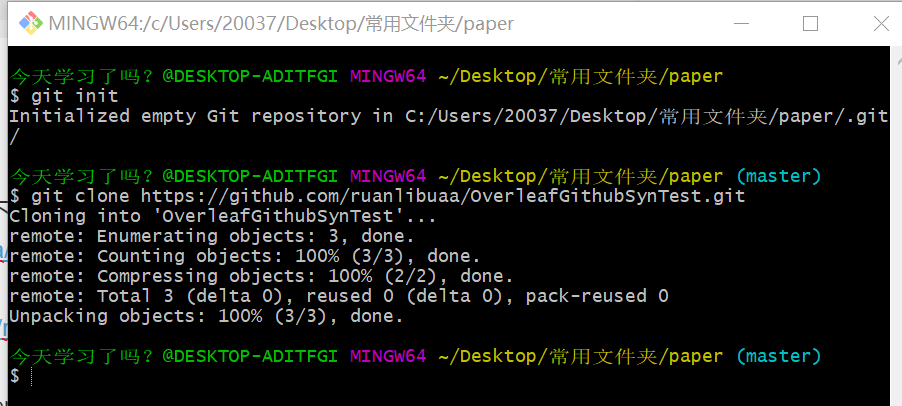 MINGW64:/c/Users/20037/Desktop/常用文件夹/paper
今天学习了吗？@DESKTOP-ADITFGI MINGW64 ~/Desktop/常用文件夹/paper
$ git init
Initialized empty Git repository in C:/Users/20037/Desktop/常用文件夹/paper/.git
/
今天学习了吗？@DESKTOP-ADITFGI MINGW64 ~/Desktop/常用文件夹/paper (master)
$ git clone https://github.com/ruanlibuaa/OverleafGithubSynTest.git
Cloning into 'OverleafGithubSynTest'...
remote: Enumerating objects: 3, done.
remote: Counting objects: 100% (3/3), done.
remote: Compressing objects: 100% (2/2), done.
remote: Total 3 (delta 0), reused 0 (delta 0), pack-reused 0
Unpacking objects: 100% (3/3), done.
今天学习了吗？@DESKTOP-ADITFGI MINGW64 ~/Desktop/常用文件夹/paper (master)
$